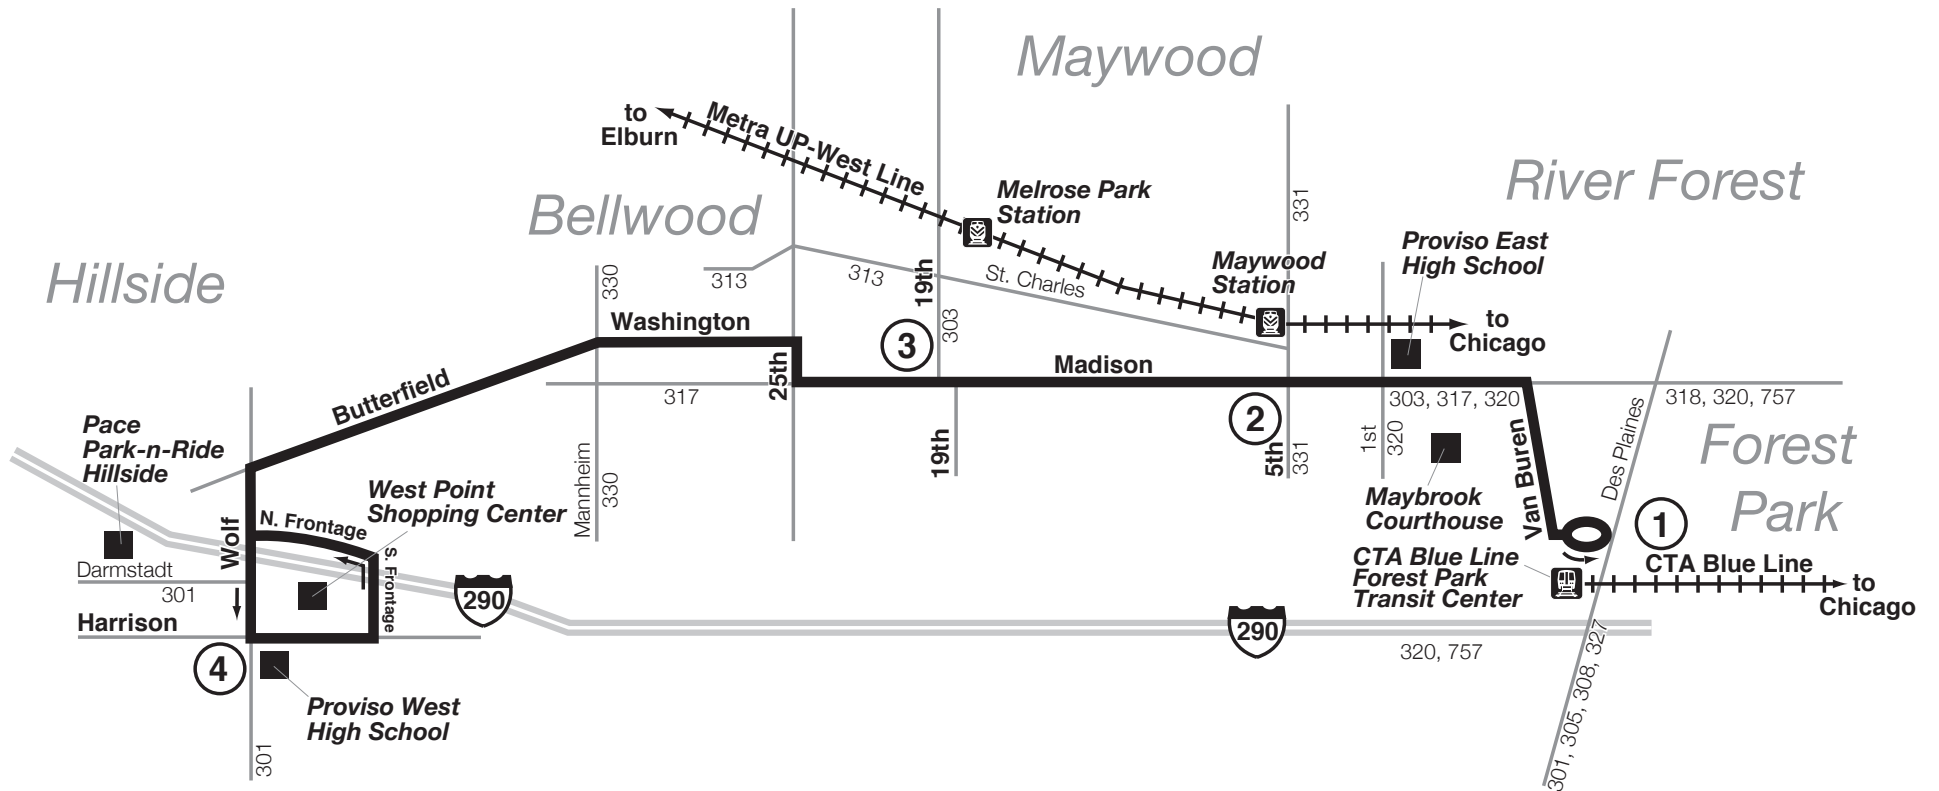 Maywood
to
Elburn
Metra UP-West Line
River Forest
Bellwood
Melrose Park
Station
331
Proviso East
High School
Hillside
Maywood
Station
330
313
313
19th
St. Charles
303
to
Chicago
Washington
3
Madison
25th
317
Butterfield
2
303, 317, 320
318, 320, 757
Pace
Park-n-Ride
Hillside
19th
5th
331
1st
320
Van Buren
Des Plaines
Forest
Park
Mannheim
330
West Point
Shopping Center
N. Frontage
Wolf
S. Frontage
Maybrook
Courthouse
1
CTA Blue Line
Forest Park
Transit Center
CTA Blue Line
to
Chicago
Darmstadt
301
290
Harrison
290
320, 757
4
Proviso West
High School
301
301, 305, 308, 327